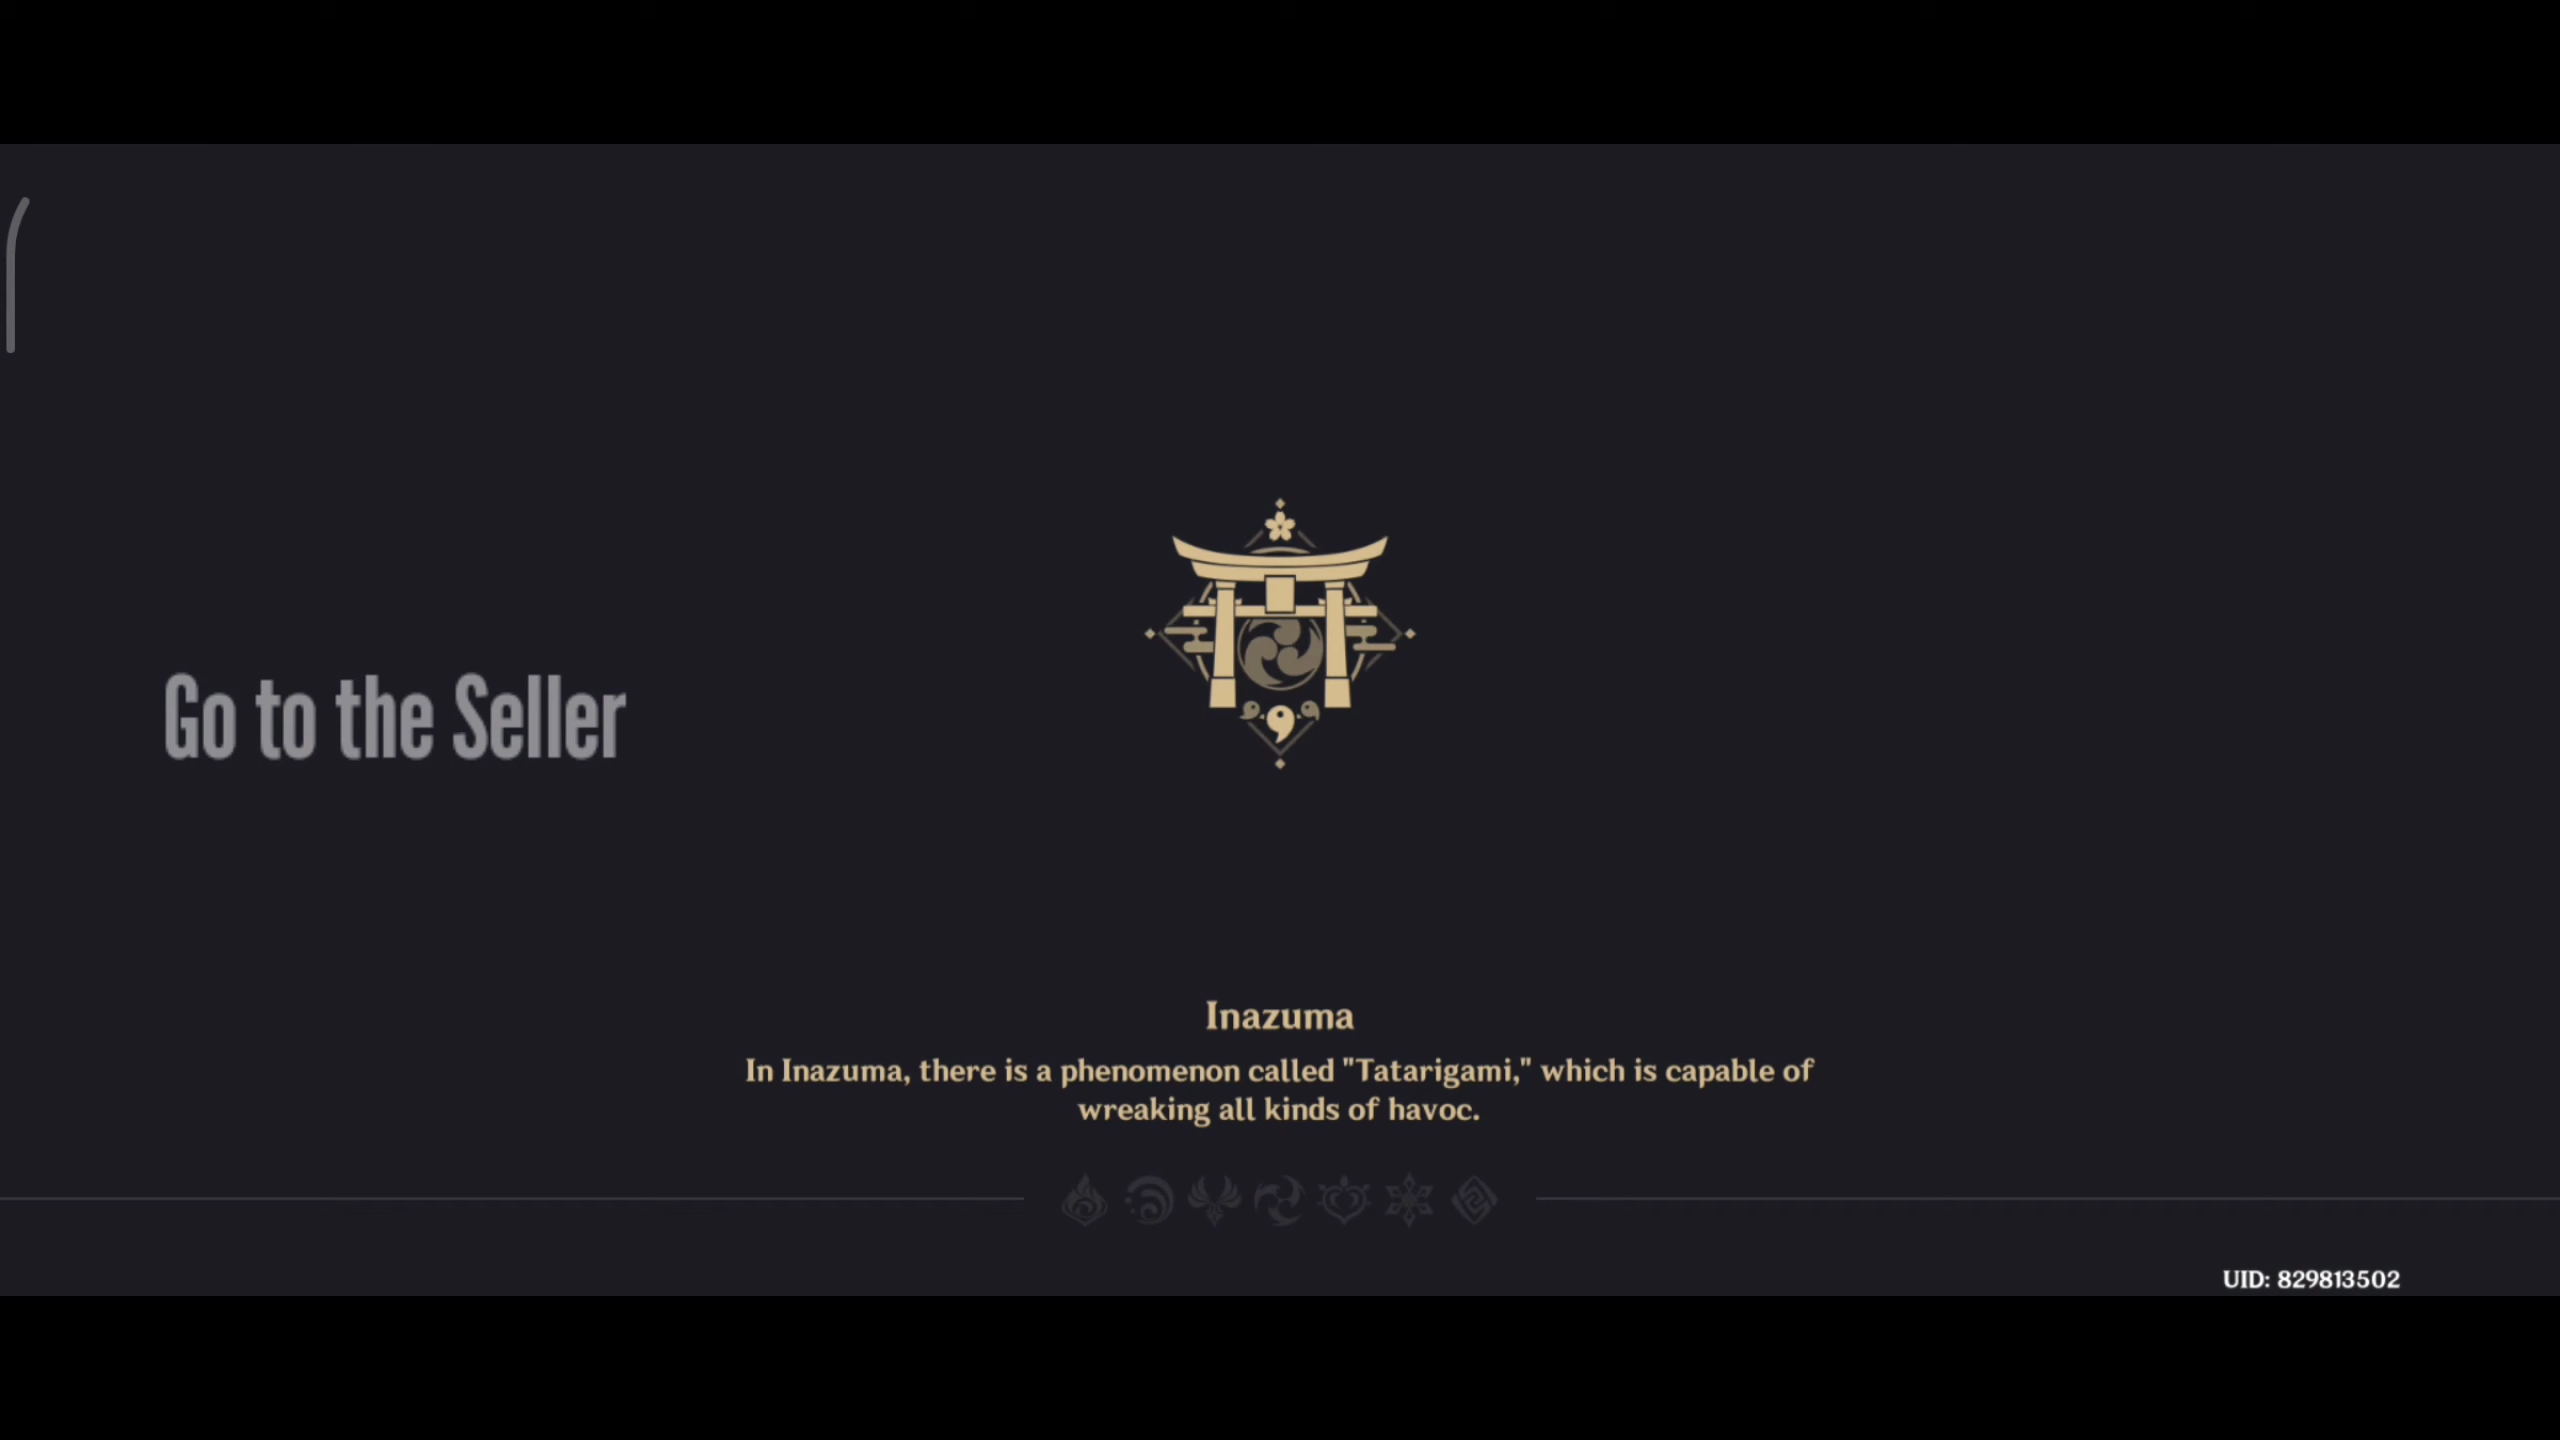 Go to the Seller
Inazuma
In Inazuma, there is a phenomenon called "Tatarigami," which is capable of
wreaking all kinds of havoc.
UID: 829813502